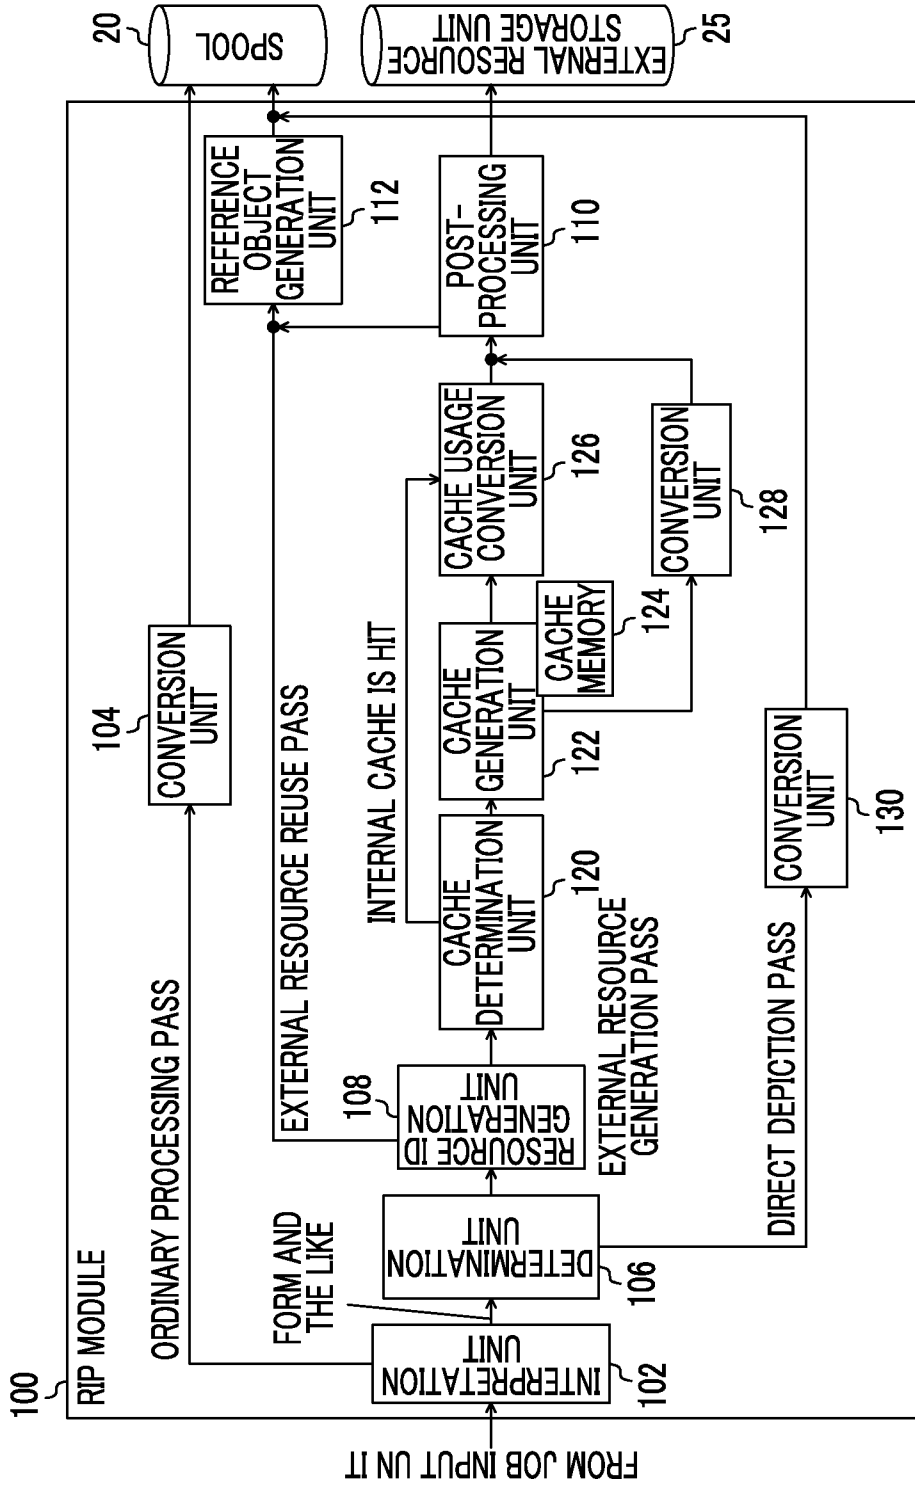 100
RIP MODULE
FROM JOB INPUT UN IT
INTERPRETATION
UNIT
102
FORM AND
THE LIKE
ORDINARY PROCESSING PASS
CONVERSION
UNIT
104
DETERMINATION
UNIT
106
RESOURCE ID
GENERATION
UNIT
108
EXTERNAL RESOURCE REUSE PASS
EXTERNAL RESOURCE
GENERATION PASS
INTERNAL CACHE IS HIT
CACHE
DETERMINATION
UNIT
120
CACHE
GENERATION
UNIT
122
CACHE
MEMORY
124
CACHE USAGE
CONVERSION
UNIT
126
CONVERSION
UNIT
128
DIRECT DEPICTION PASS
CONVERSION
UNIT
130
POST-
PROCESSING
UNIT
110
REFERENCE
OBJECT
GENERATION
UNIT
112
SPOOL
20
EXTERNAL RESOURCE
STORAGE UNIT
25